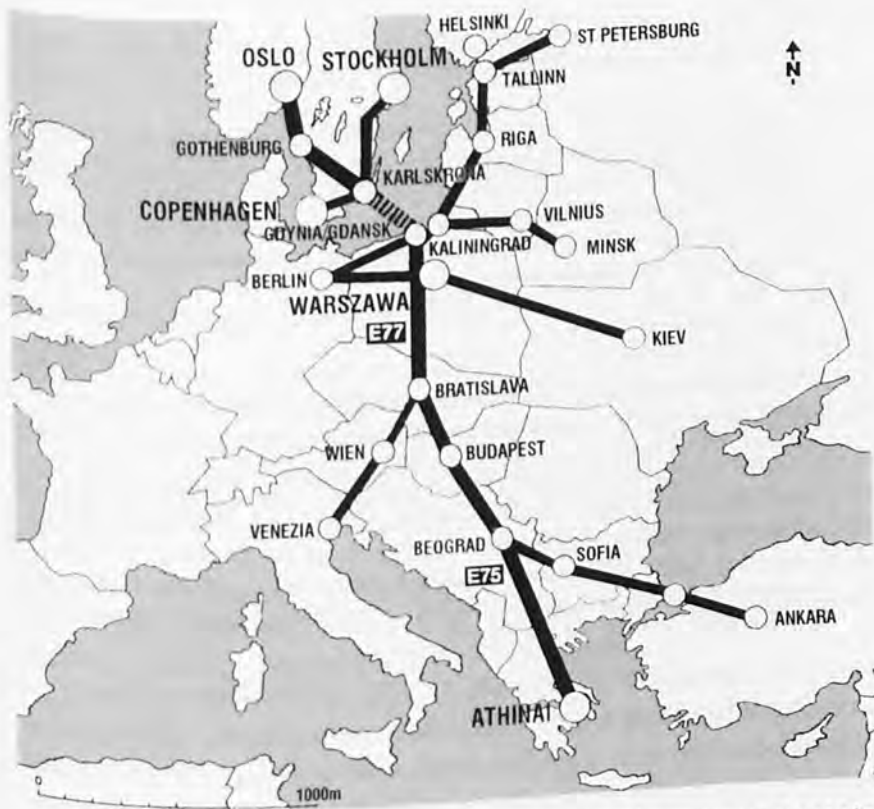 HELSINKI
ST PETERSBURG
OSLO
STOCKHOLM
TALLINN
N
GOTHENBURG
RIGA
KARLSKRONA
COPENHAGEN
VILNIUS
GDYNIA/GDANSK
KALININGRAD
MINSK
BERLIN
WARSZAWA
E77
KIEV
BRATISLAVA
WIEN
BUDAPEST
VENEZIA
BEOGRAD
SOFIA
E75
ANKARA
ATHINAI
1000m